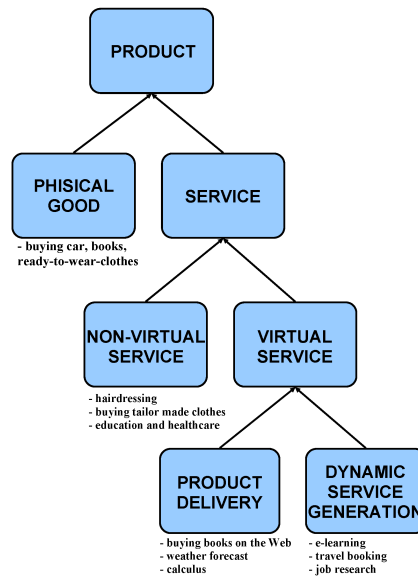 PRODUCT
PHISICAL
GOOD
SERVICE
- buying car, books,
ready-to-wear-clothes
NON-VIRTUAL
SERVICE
VIRTUAL
SERVICE
- hairdressing
- buying tailor made clothes
- education and healthcare
PRODUCT
DELIVERY
DYNAMIC
SERVICE
GENERATION
- buying books on the Web
- weather forecast
- calculus
- e-learning
- travel booking
- job research